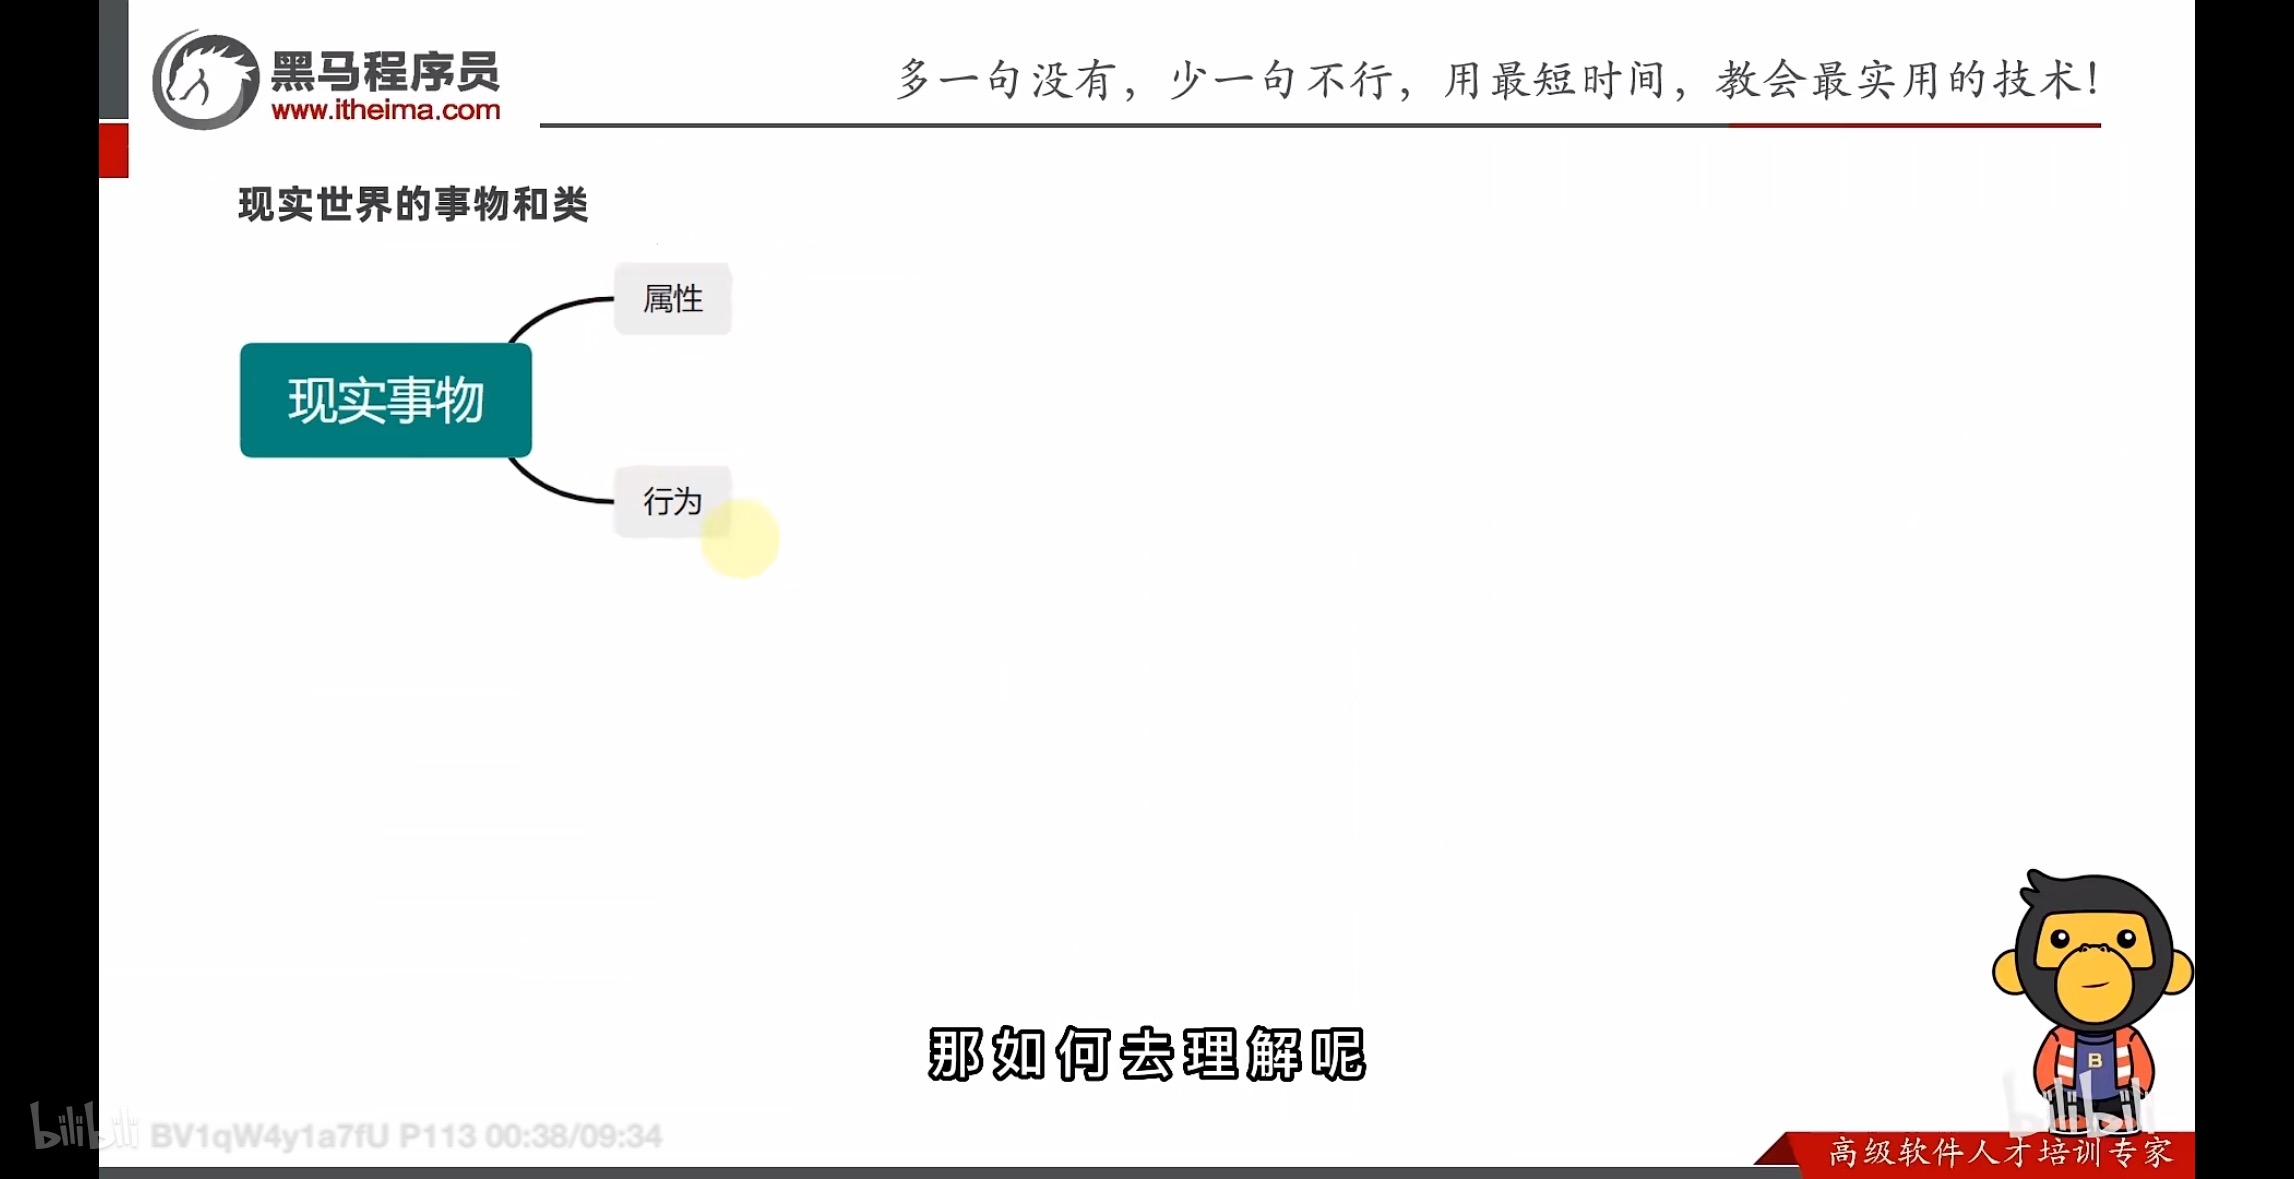 黑马程序员
www.itheima.com
多一句没有，少一句不行，用最短时间，教会最实用的技术！
现实世界的事物和类
属性
现实事物
行为
那如何去理解呢
B
bilibili
bilibili BV1qW4y1a7fU P113 00:38/09:34
高级软件人才培训专家